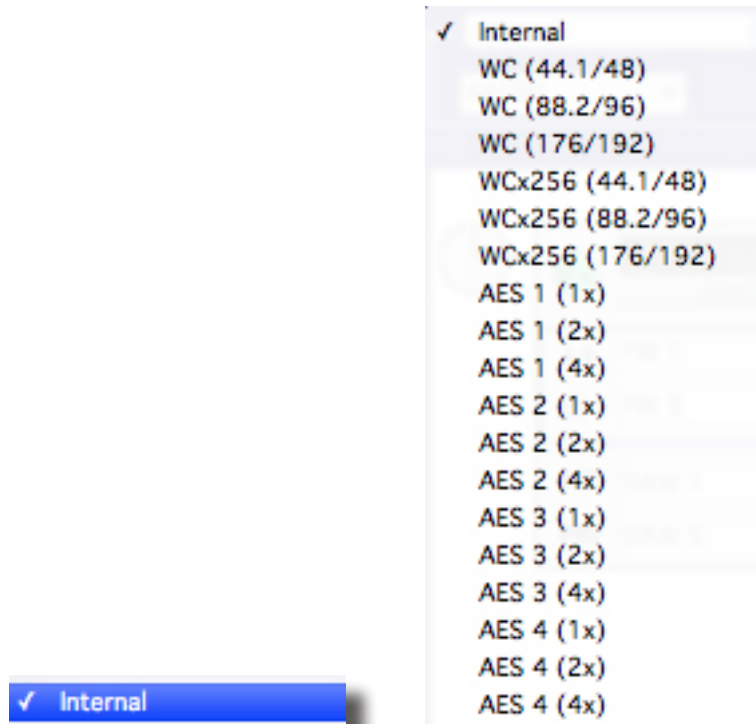 ✓ Internal
✓ Internal
WC (44.1/48)
WC (88.2/96)
WC (176/192)
WCx256 (44.1/48)
WCx256 (88.2/96)
WCx256 (176/192)
AES 1 (1x)
AES 1 (2x)
AES 1 (4x)
AES 2 (1x)
AES 2 (2x)
AES 2 (4x)
AES 3 (1x)
AES 3 (2x)
AES 3 (4x)
AES 4 (1x)
AES 4 (2x)
AES 4 (4x)